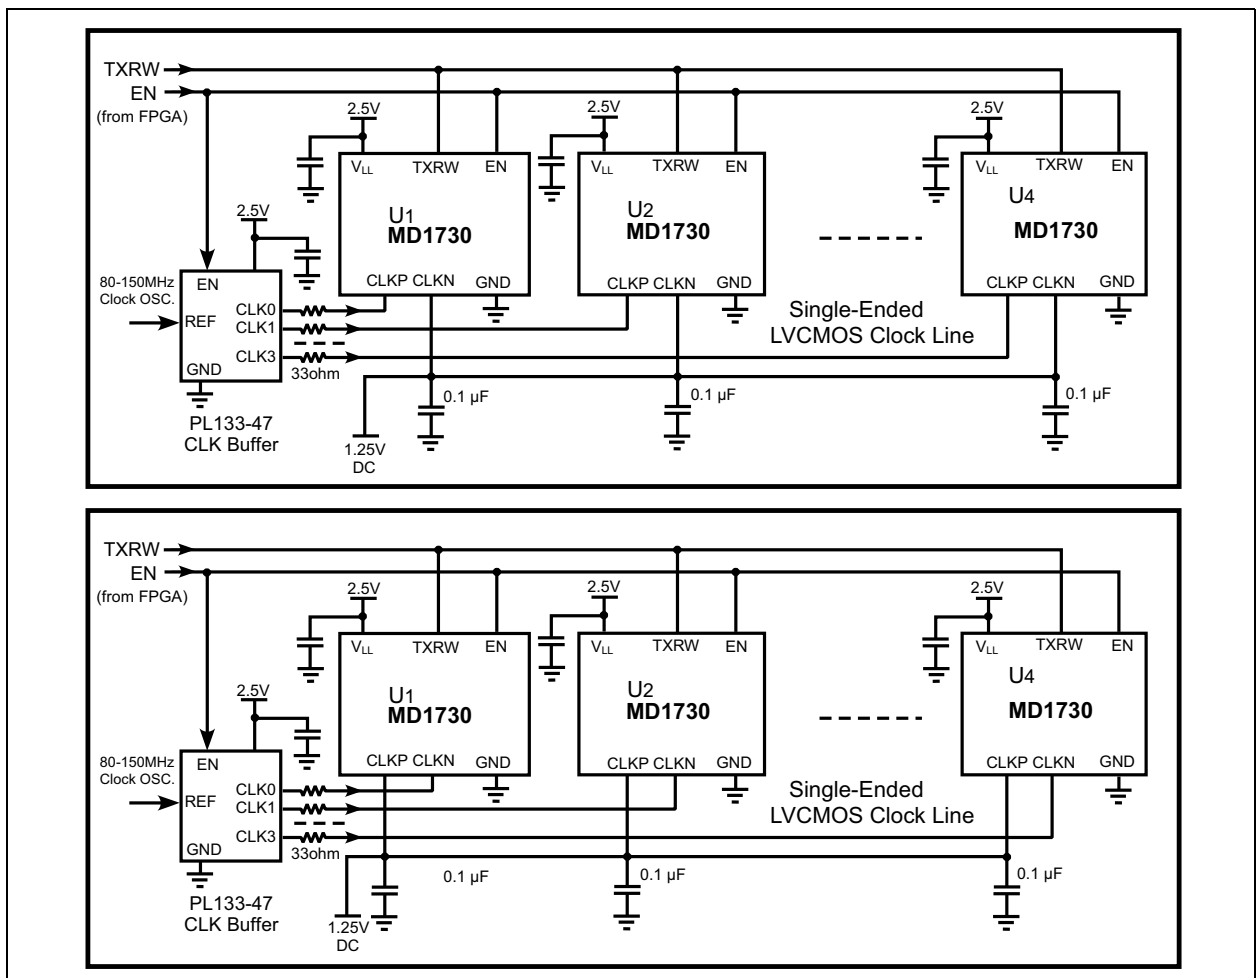 TXRW
EN
(from FPGA)
2.5V
2.5V
2.5V
VLL TXRW EN
VLL TXRW EN
VLL TXRW EN
U1
MD1730
U2
MD1730
U4
MD1730
2.5V
CLKP CLKN GND
CLKP CLKN GND
CLKP CLKN GND
80-150MHz
Clock OSC.
EN
REF
GND
CLK0
CLK1
CLK3
33ohm
Single-Ended
LVCMOS Clock Line
PL133-47
CLK Buffer
1.25V
DC
0.1 µF
0.1 µF
0.1 µF
TXRW
EN
(from FPGA)
2.5V
2.5V
2.5V
VLL TXRW EN
VLL TXRW EN
VLL TXRW EN
U1
MD1730
U2
MD1730
U4
MD1730
2.5V
CLKP CLKN GND
CLKP CLKN GND
CLKP CLKN GND
80-150MHz
Clock OSC.
EN
REF
GND
CLK0
CLK1
CLK3
33ohm
Single-Ended
LVCMOS Clock Line
PL133-47
CLK Buffer
1.25V
DC
0.1 µF
0.1 µF
0.1 µF